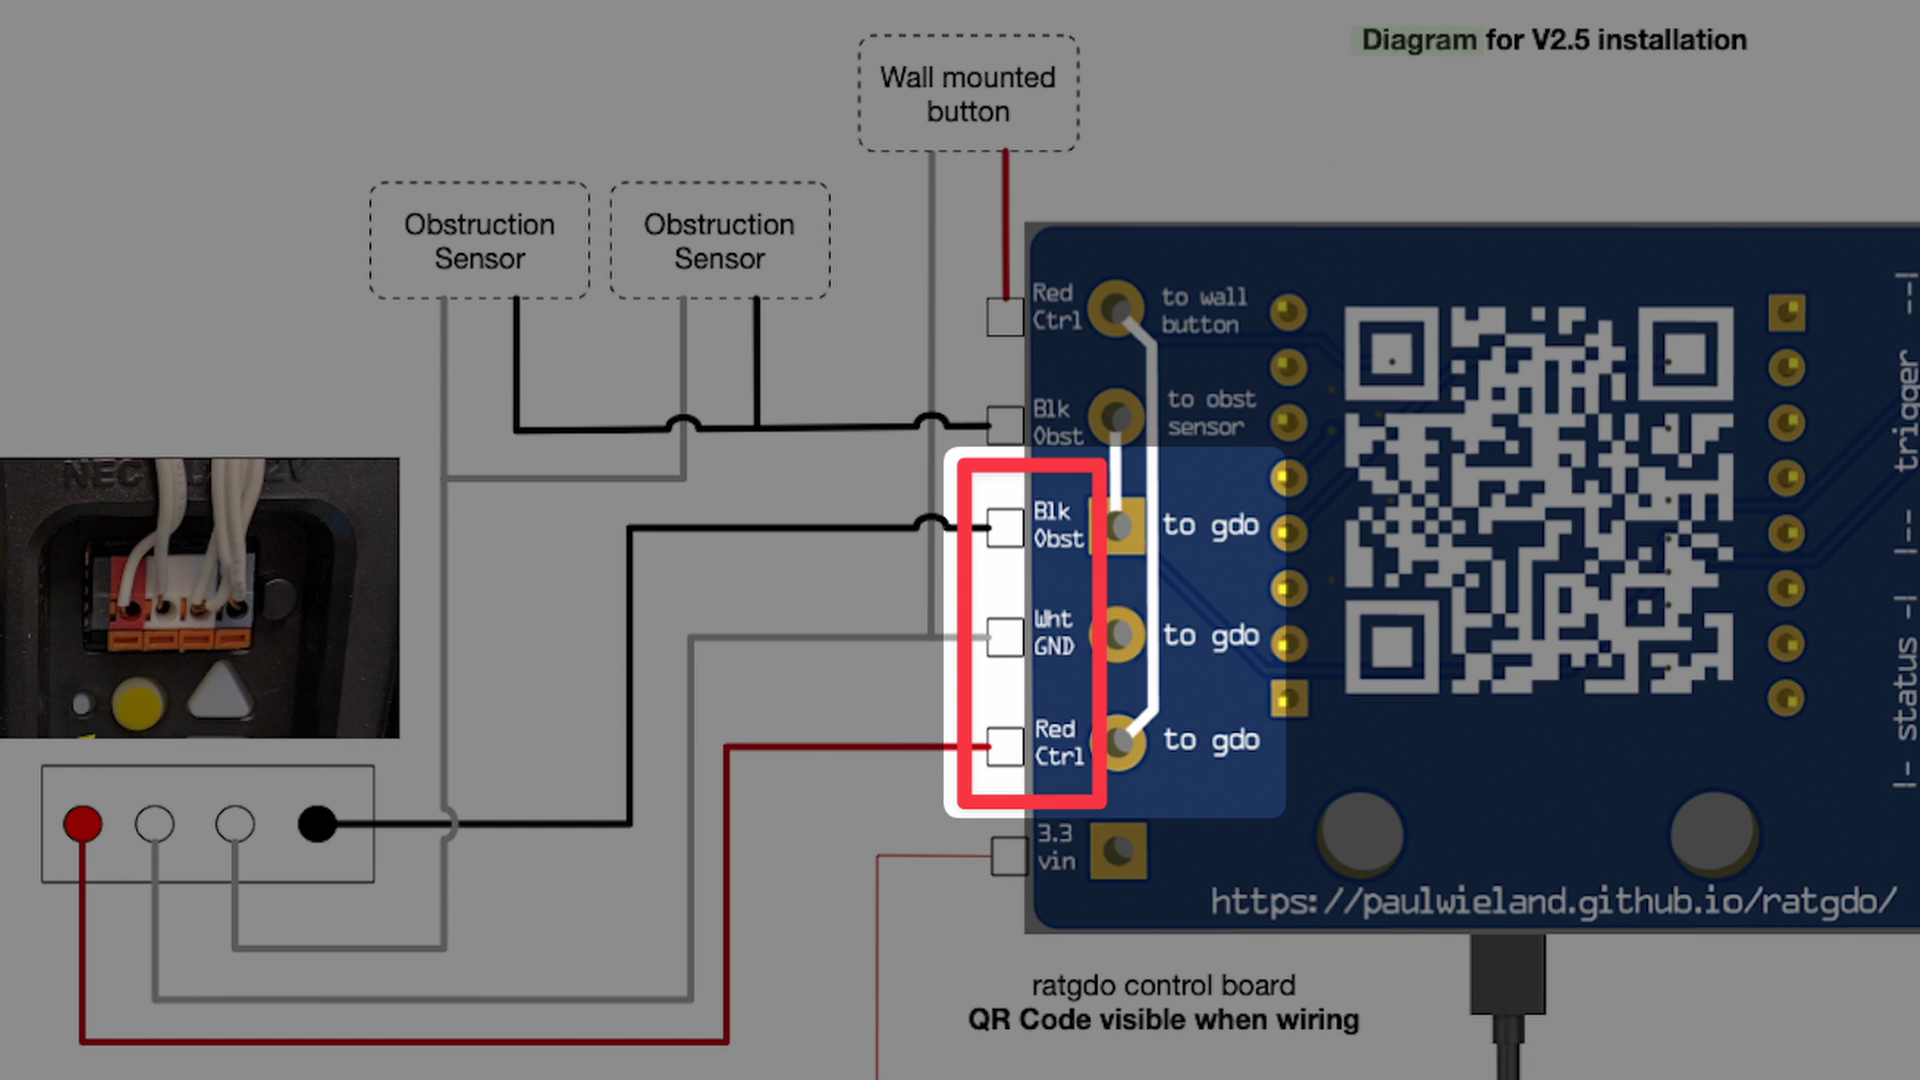 Diagram for V2.5 installation
Wall mounted
button
Obstruction
Sensor
Obstruction
Sensor
Red
Ctrl
to wall
button
Blk
Obst
to obst
sensor
Blk
Obst
to gdo
Wht
GND
to gdo
Red
Ctrl
to gdo
3.3
vin
|- status -| |-- trigger --|
https://paulwieland.github.io/ratgdo/
ratgdo control board
QR Code visible when wiring